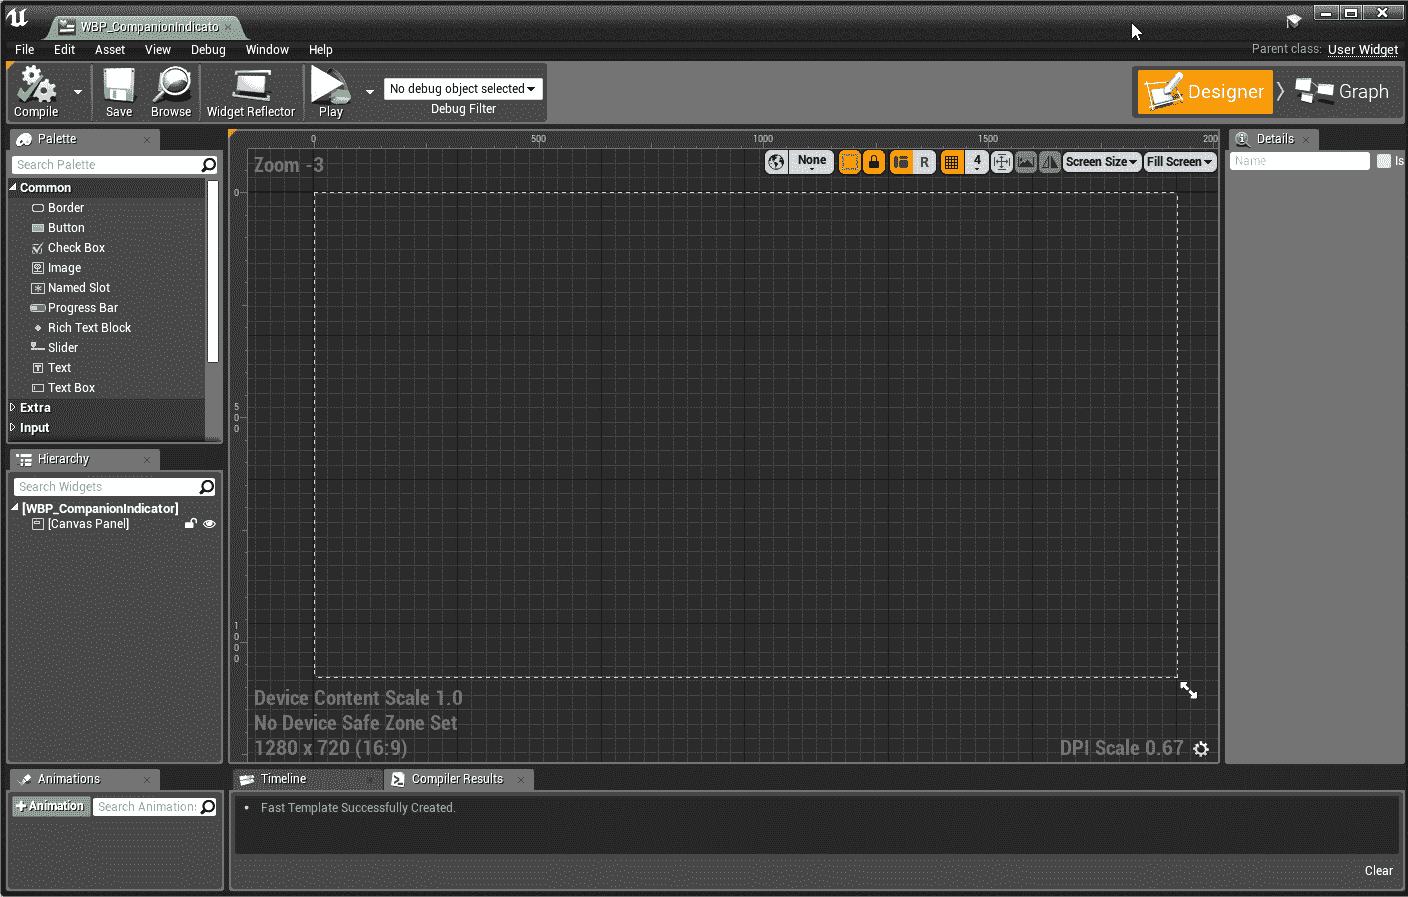 WBP_CompanionIndicato
File Edit Asset View Debug Window Help
Parent class: User Widget
Compile Save Browse Widget Reflector Play
No debug object selected
Debug Filter
Designer Graph
Palette
Search Palette
Common
Border
Button
Check Box
Image
Named Slot
Progress Bar
Rich Text Block
Slider
Text
Text Box
Extra
Input
Hierarchy
Search Widgets
[WBP_CompanionIndicator]
[Canvas Panel]
Animations
+ Animation
Search Animation:
0 500 1000 1500 200
Zoom -3
None R 4 Screen Size Fill Screen
0
500
1000
Device Content Scale 1.0
No Device Safe Zone Set
1280 x 720 (16:9)
DPI Scale 0.67
Details
Name
Is
Timeline
Compiler Results
• Fast Template Successfully Created.
Clear